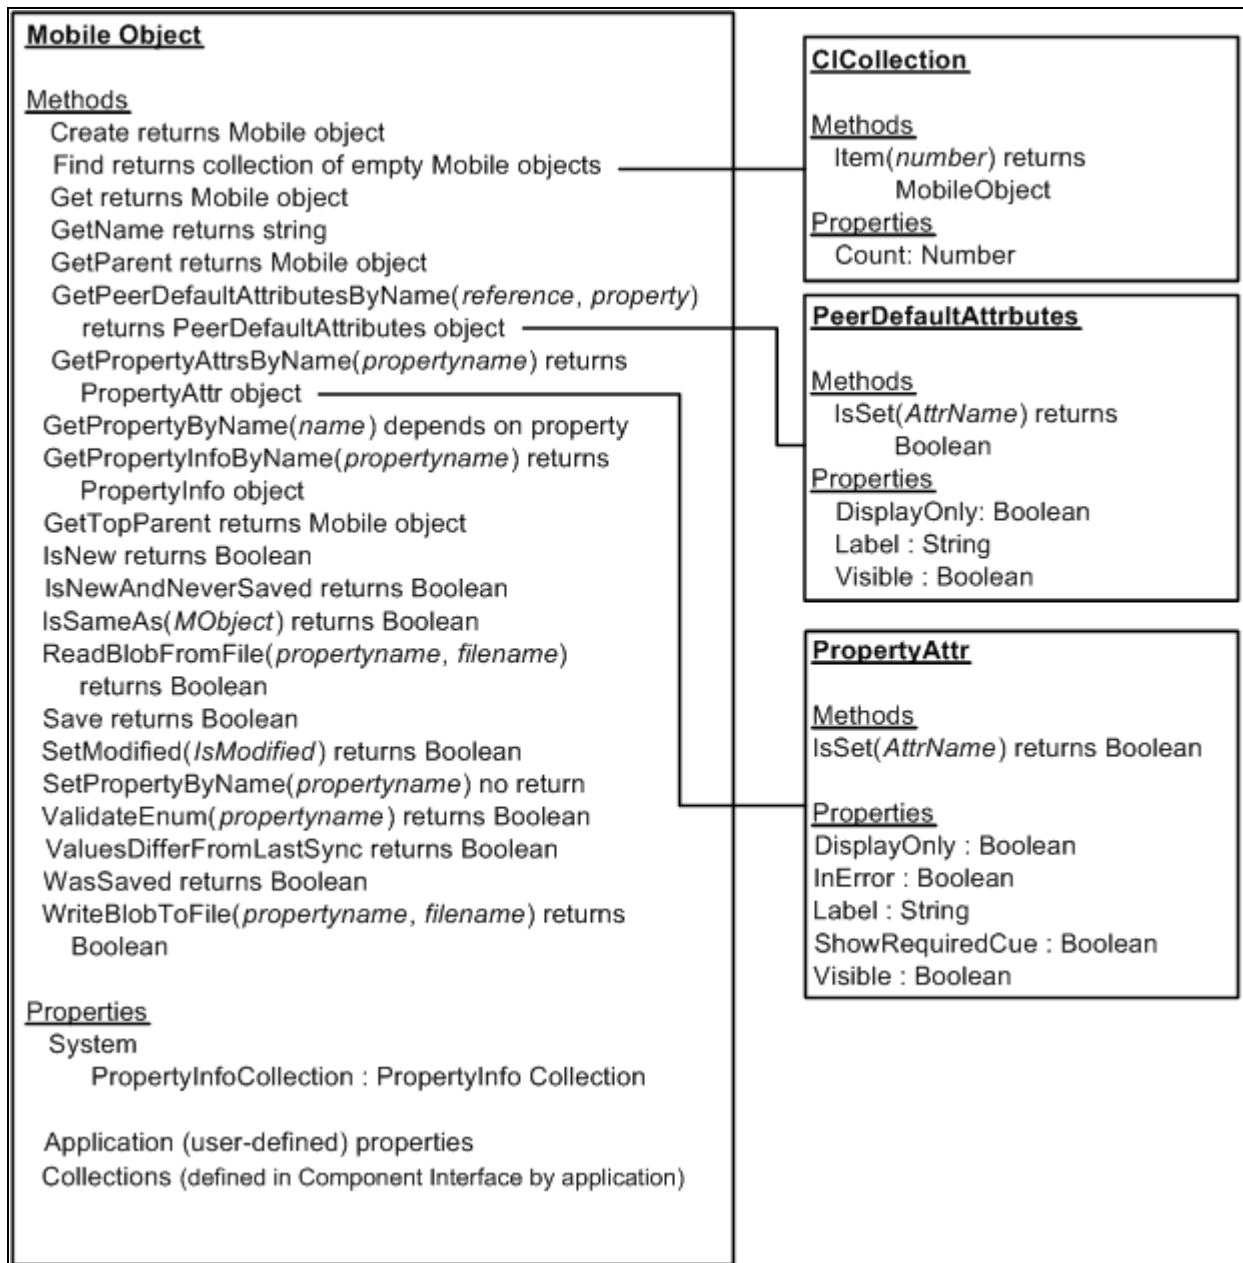 Mobile Object
Methods
Create returns Mobile object
Find returns collection of empty Mobile objects
Get returns Mobile object
GetName returns string
GetParent returns Mobile object
GetPeerDefaultAttributesByName(reference, property)
returns PeerDefaultAttributes object
GetPropertyAttrsByName(propertyname) returns
PropertyAttr object
GetPropertyByName(name) depends on property
GetPropertyInfoByName(propertyname) returns
PropertyInfo object
GetTopParent returns Mobile object
IsNew returns Boolean
IsNewAndNeverSaved returns Boolean
IsSameAs(MObject) returns Boolean
ReadBlobFromFile(propertyname, filename)
returns Boolean
Save returns Boolean
SetModified(IsModified) returns Boolean
SetPropertyByName(propertyname) no return
ValidateEnum(propertyname) returns Boolean
ValuesDifferFromLastSync returns Boolean
WasSaved returns Boolean
WriteBlobToFile(propertyname, filename) returns
Boolean
Properties
System
PropertyInfoCollection : PropertyInfo Collection
Application (user-defined) properties
Collections (defined in Component Interface by application)
CICollection
Methods
Item(number) returns
MobileObject
Properties
Count: Number
PeerDefaultAttrbutes
Methods
IsSet(AttrName) returns
Boolean
Properties
DisplayOnly: Boolean
Label : String
Visible : Boolean
PropertyAttr
Methods
IsSet(AttrName) returns Boolean
Properties
DisplayOnly : Boolean
InError : Boolean
Label : String
ShowRequiredCue : Boolean
Visible : Boolean